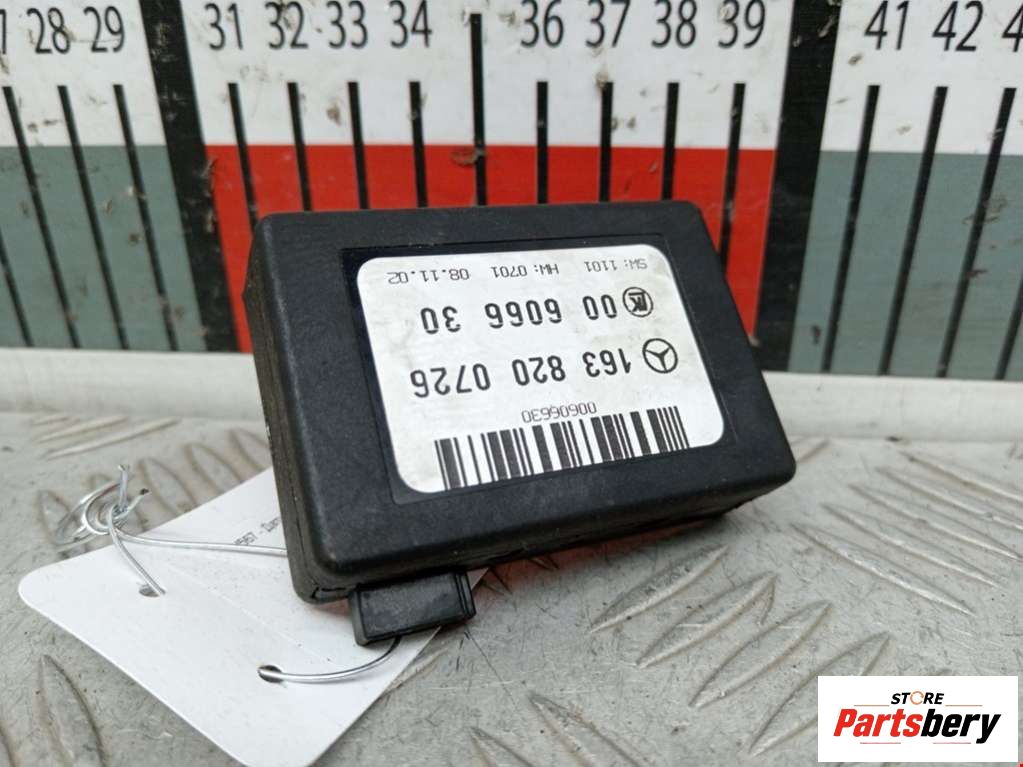 28 29 31 32 33 34 36 37 38 39 41 42
00606630
163 820 0726
00 6066 30
SW: 1101 HW: 0701 08.11.02
STORE
Partsbery